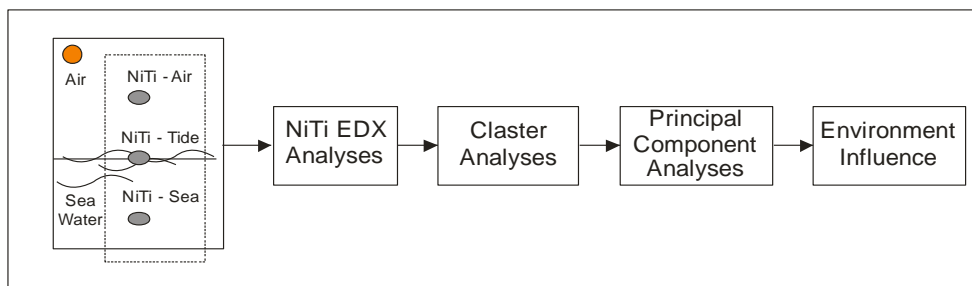 Air
NiTi - Air
NiTi - Tide
Sea
Water
NiTi - Sea
NiTi EDX
Analyses
Claster
Analyses
Principal
Component
Analyses
Environment
Influence